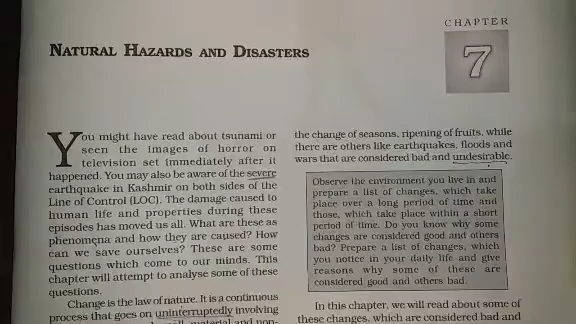 CHAPTER
7
NATURAL HAZARDS AND DISASTERS
You might have read about tsunami or
seen the images of horror on
television set immediately after it
happened. You may also be aware of the severe
earthquake in Kashmir on both sides of the
Line of Control (LOC). The damage caused to
human life and properties during these
episodes has moved us all. What are these as
phenomena and how they are caused? How
can we save ourselves? These are some
questions which come to our minds. This
chapter will attempt to analyse some of these
questions.
Change is the law of nature. It is a continuous
process that goes on uninterruptedly involving
material and non-
the change of seasons, ripening of fruits, while
there are others like earthquakes, floods and
wars that are considered bad and undesirable.
Observe the environment you live in and
prepare a list of changes, which take
place over a long period of time and
those, which take place within a short
period of time. Do you know why some
changes are considered good and others
bad? Prepare a list of changes, which
you notice in your daily life and give
reasons why some of these are
considered good and others bad.
In this chapter, we will read about some of
these changes, which are considered bad and